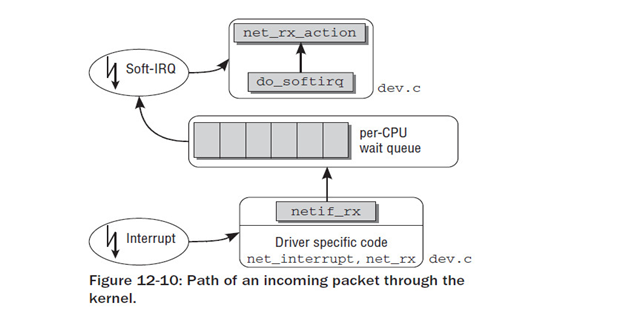 net_rx_action
Soft-IRQ
do_softirq
dev.c
per-CPU
wait queue
netif_rx
Interrupt
Driver specific code
net_interrupt, net_rx
dev.c
Figure 12-10: Path of an incoming packet through the
kernel.